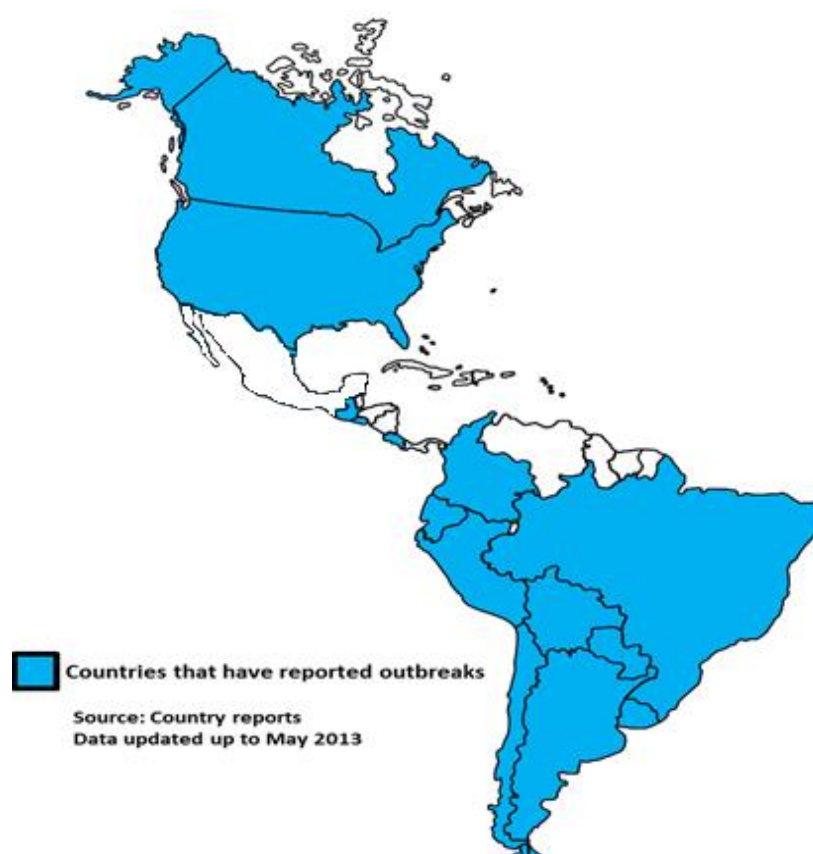 Countries that have reported outbreaks
Source: Country reports
Data updated up to May 2013